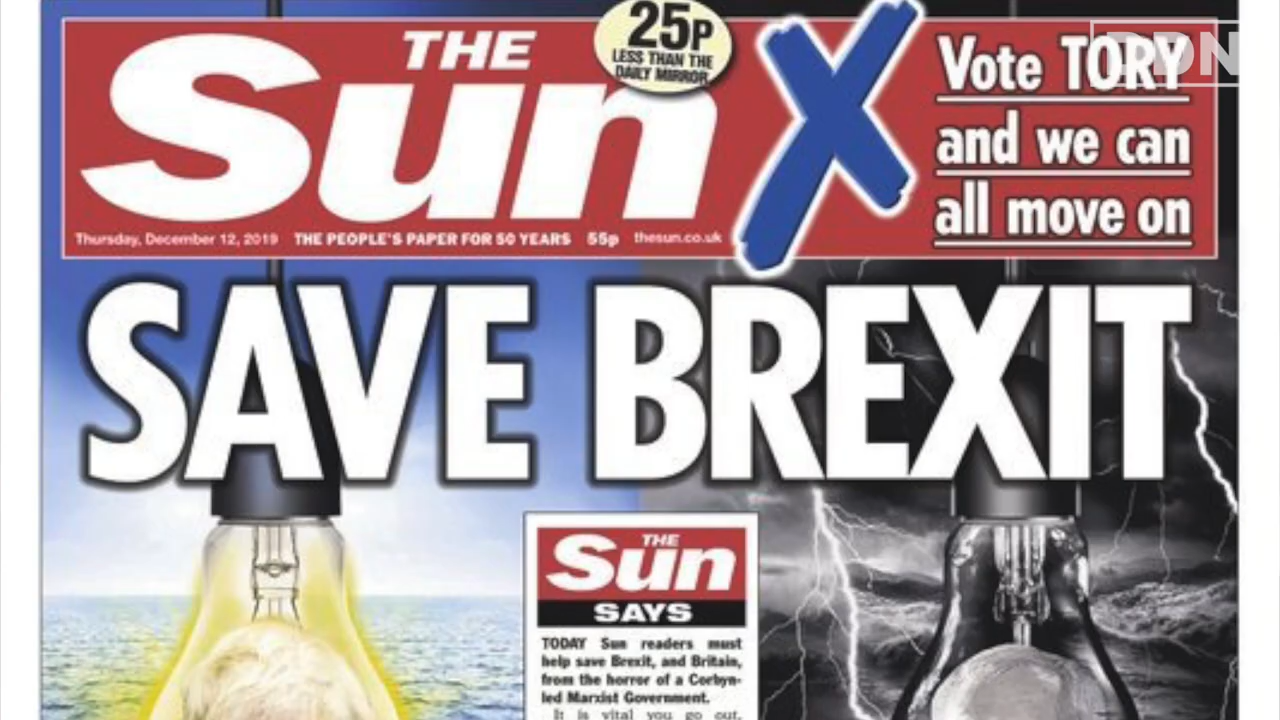 THE
Sun
25P
LESS THAN THE
DAILY MIRROR
Vote TORY
and we can
all move on
DDN
Thursday, December 12, 2019 THE PEOPLE'S PAPER FOR 50 YEARS 55p thesun.co.uk
SAVE BREXIT
THE
Sun
SAYS
TODAY Sun readers must
help save Brexit, and Britain,
from the horror of a Corbyn-
led Marxist Government.
It is vital you go out,